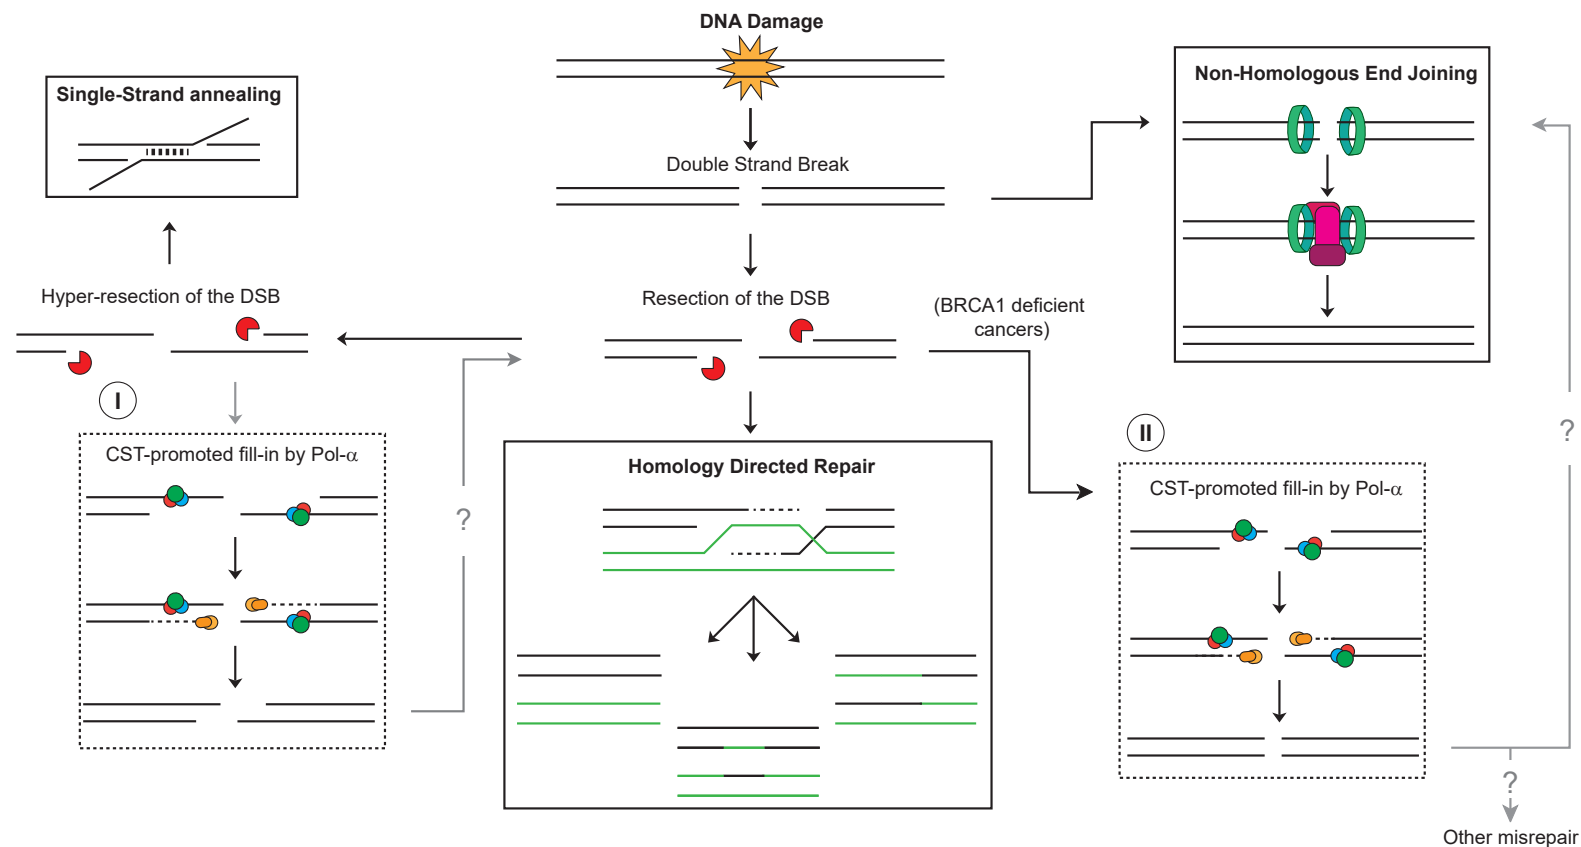 DNA Damage
Single-Strand annealing
Non-Homologous End Joining
Double Strand Break
Hyper-resection of the DSB
Resection of the DSB
(BRCA1 deficient
cancers)
I
CST-promoted fill-in by Pol-α
?
Homology Directed Repair
II
CST-promoted fill-in by Pol-α
?
?
Other misrepair